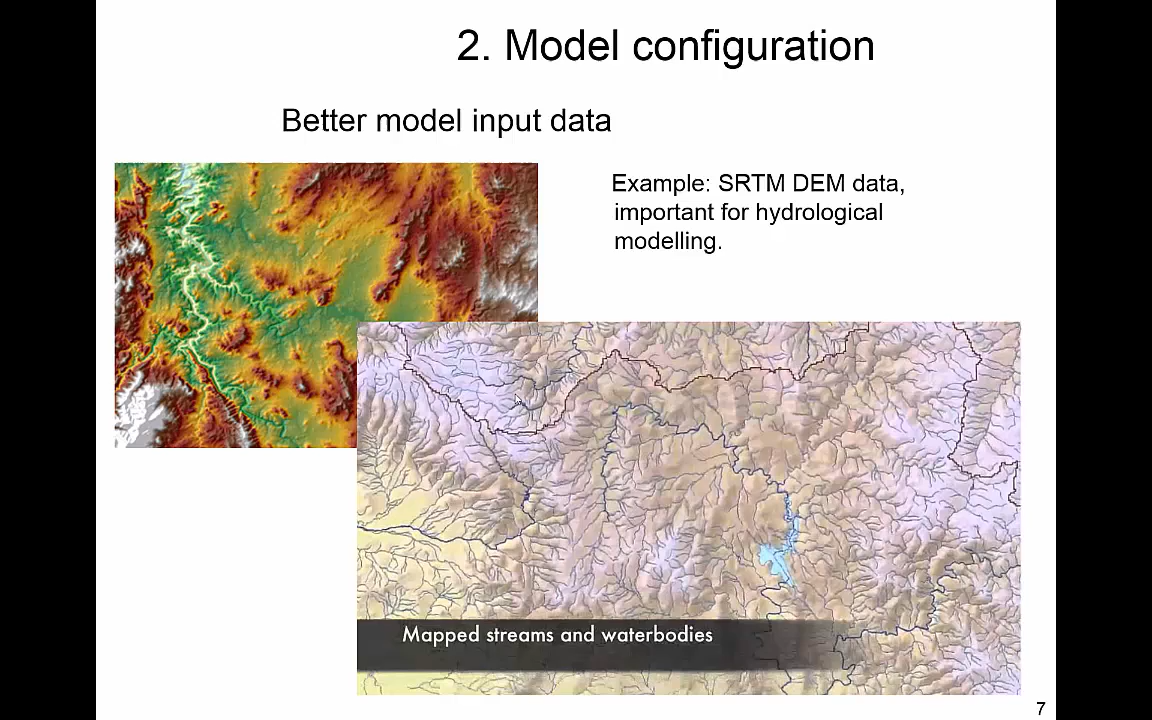 2. Model configuration
Better model input data
Example: SRTM DEM data,
important for hydrological
modelling.
Mapped streams and waterbodies
7